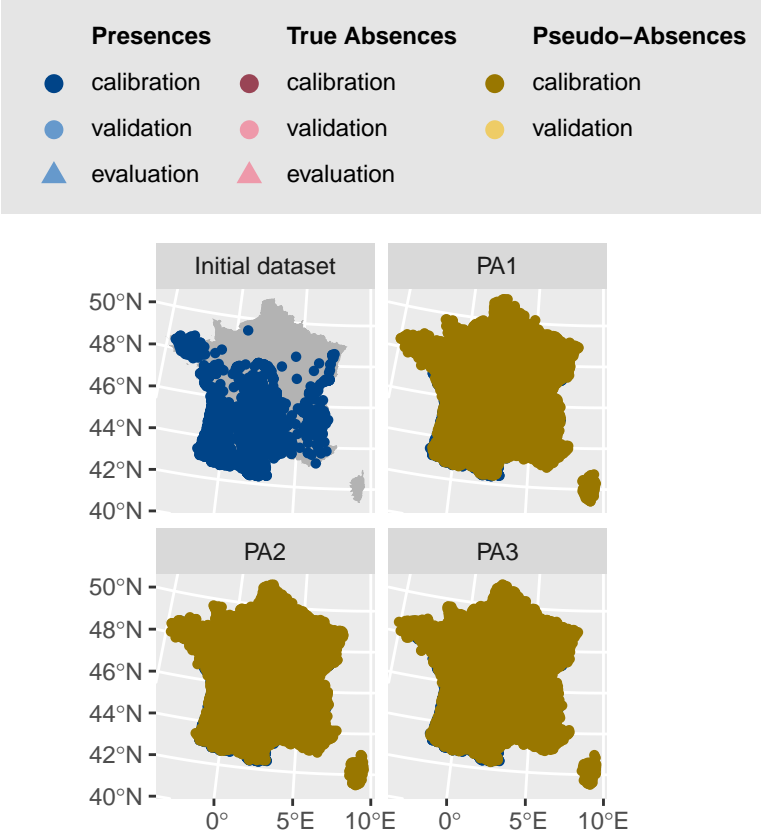 Presences True Absences Pseudo−Absences
calibration calibration calibration
validation validation validation
evaluation evaluation
Initial dataset PA1
50°N
48°N
46°N
44°N
42°N
40°N
PA2 PA3
50°N
48°N
46°N
44°N
42°N
40°N
0° 5°E 10°E 0° 5°E 10°E